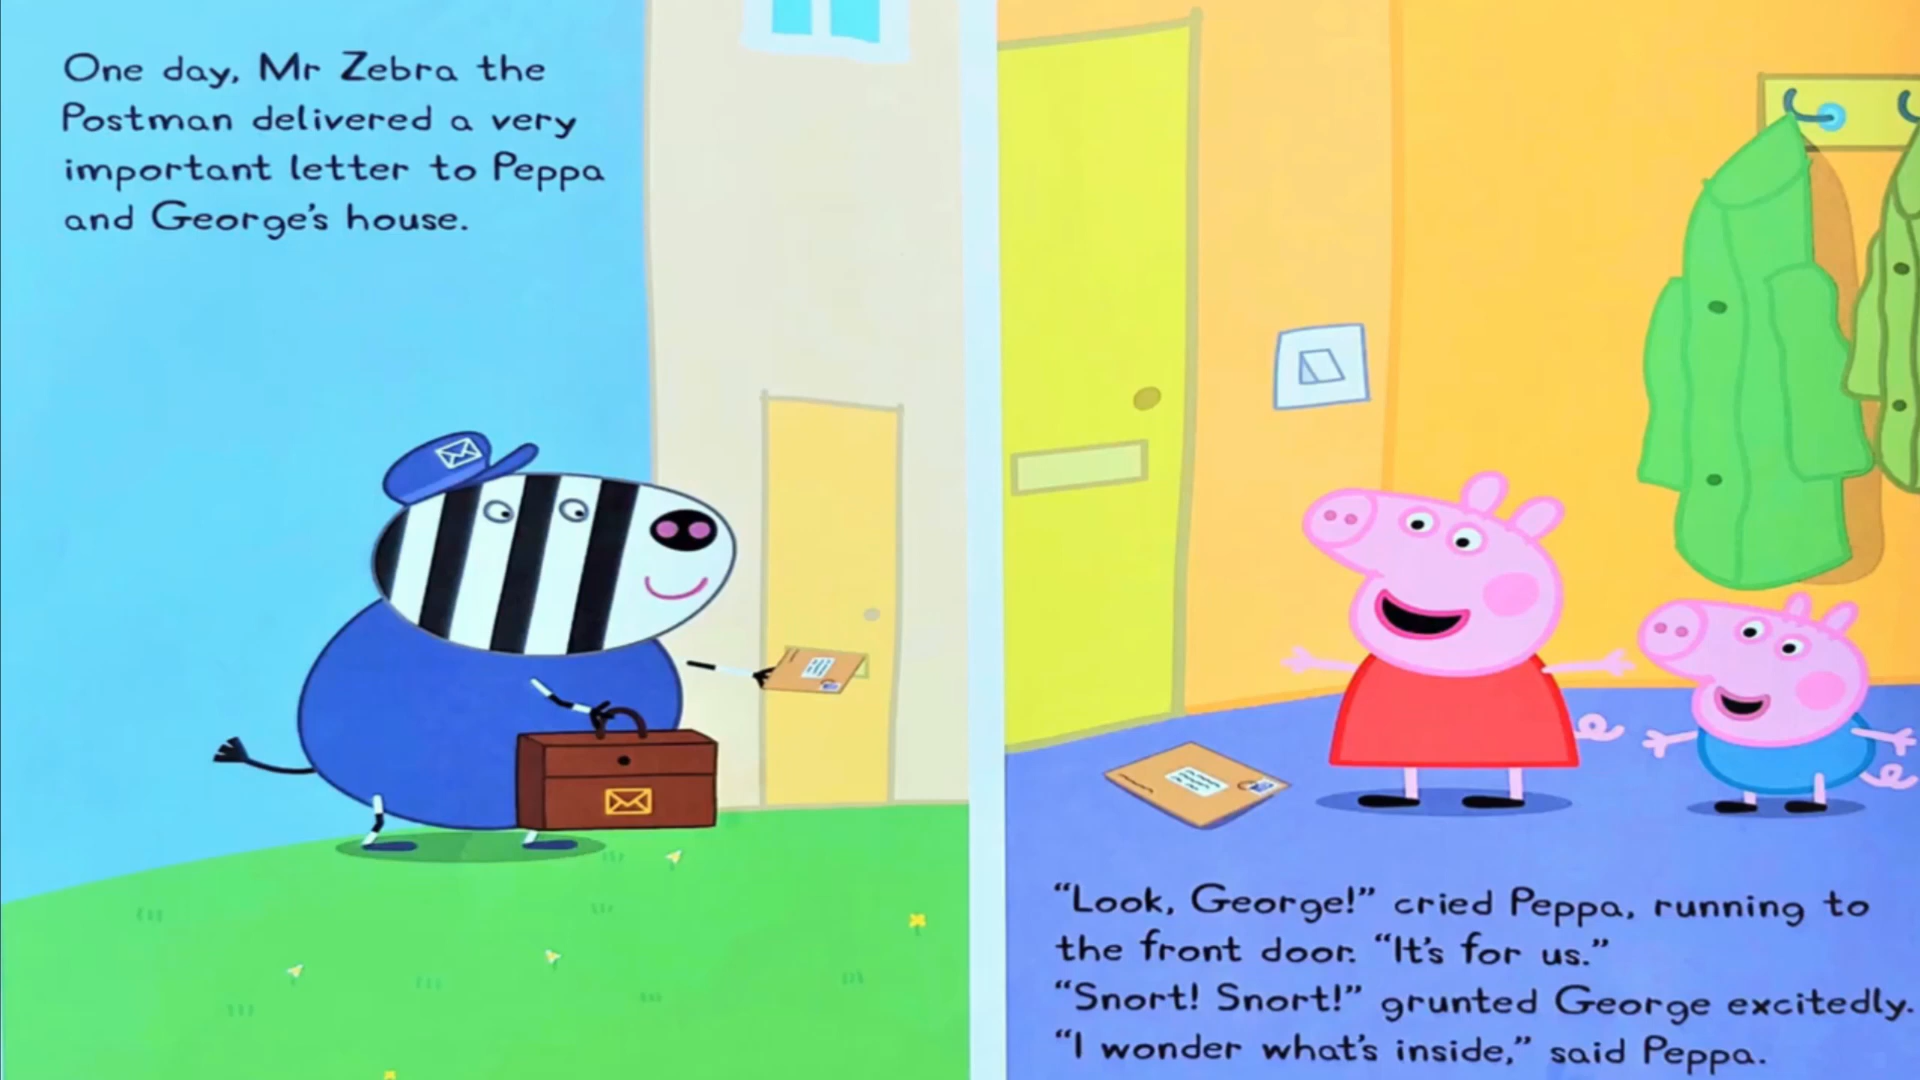 One day, Mr Zebra the
Postman delivered a very
important letter to Peppa
and George's house.
“Look, George!” cried Peppa, running to
the front door. “It's for us.”
“Snort! Snort!” grunted George excitedly.
“I wonder what's inside,” said Peppa.